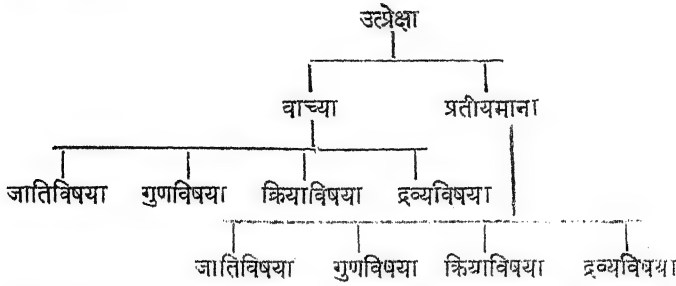 उत्प्रेक्षा
वाच्या प्रतीयमाना
जातिविषया गुणविषया क्रियाविषया द्रव्यविषया
जातिविषया गुणविषया क्रियाविषया द्रव्यविषया